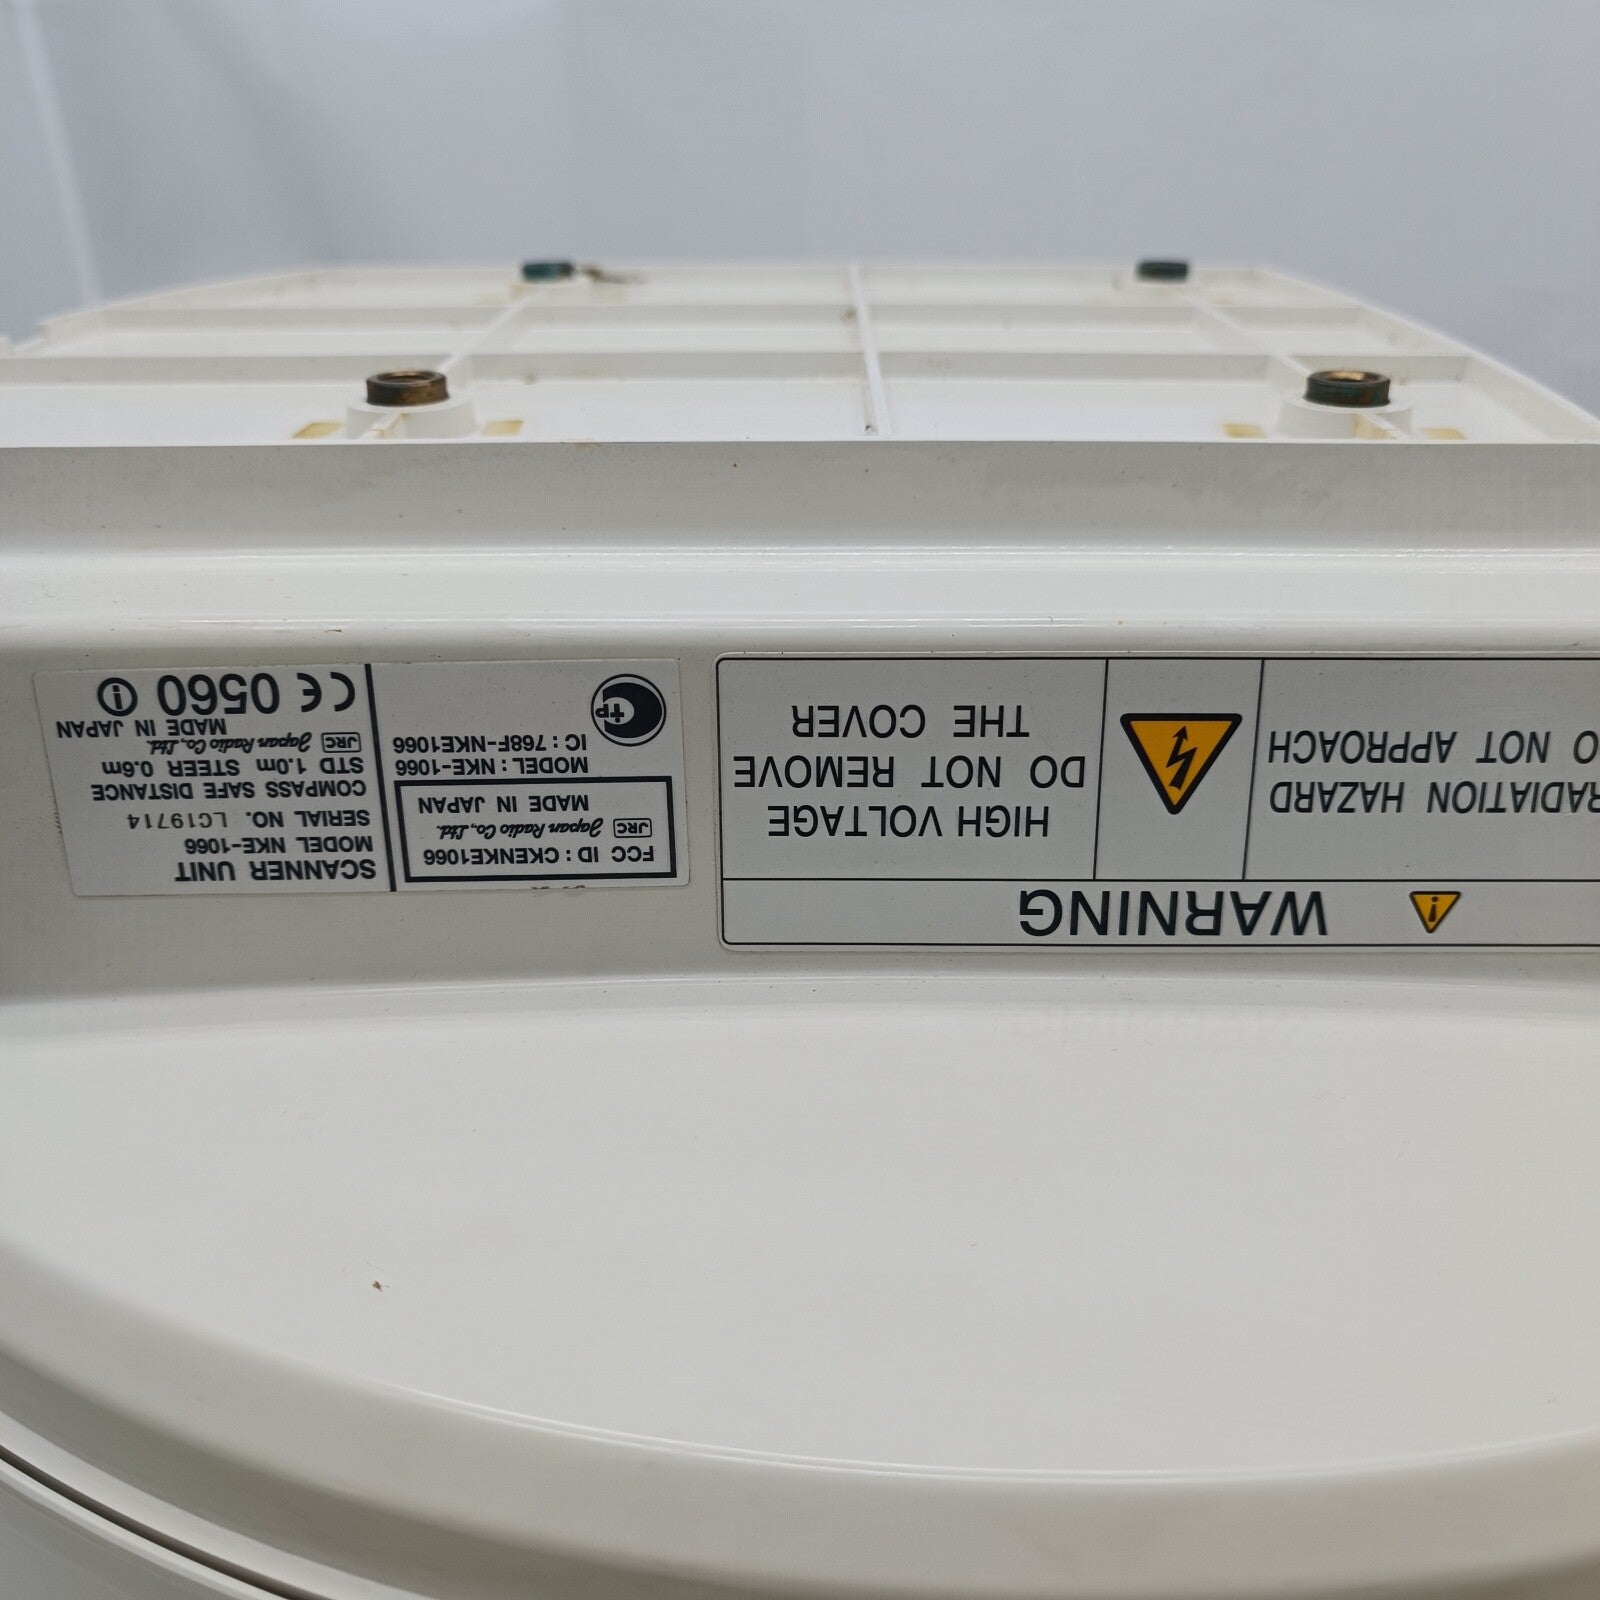 WARNING
RADIATION HAZARD
DO NOT APPROACH
HIGH VOLTAGE
DO NOT REMOVE
THE COVER
FCC ID : CKENKE1066
JRC Japan Radio Co., Ltd.
MADE IN JAPAN
MODEL : NKE-1066
IC : 768F-NKE1066
SCANNER UNIT
MODEL NKE-1066
SERIAL NO. LC19714
COMPASS SAFE DISTANCE
STD 1.0m STEER 0.6m
JRC Japan Radio Co., Ltd.
MADE IN JAPAN
CE 0560